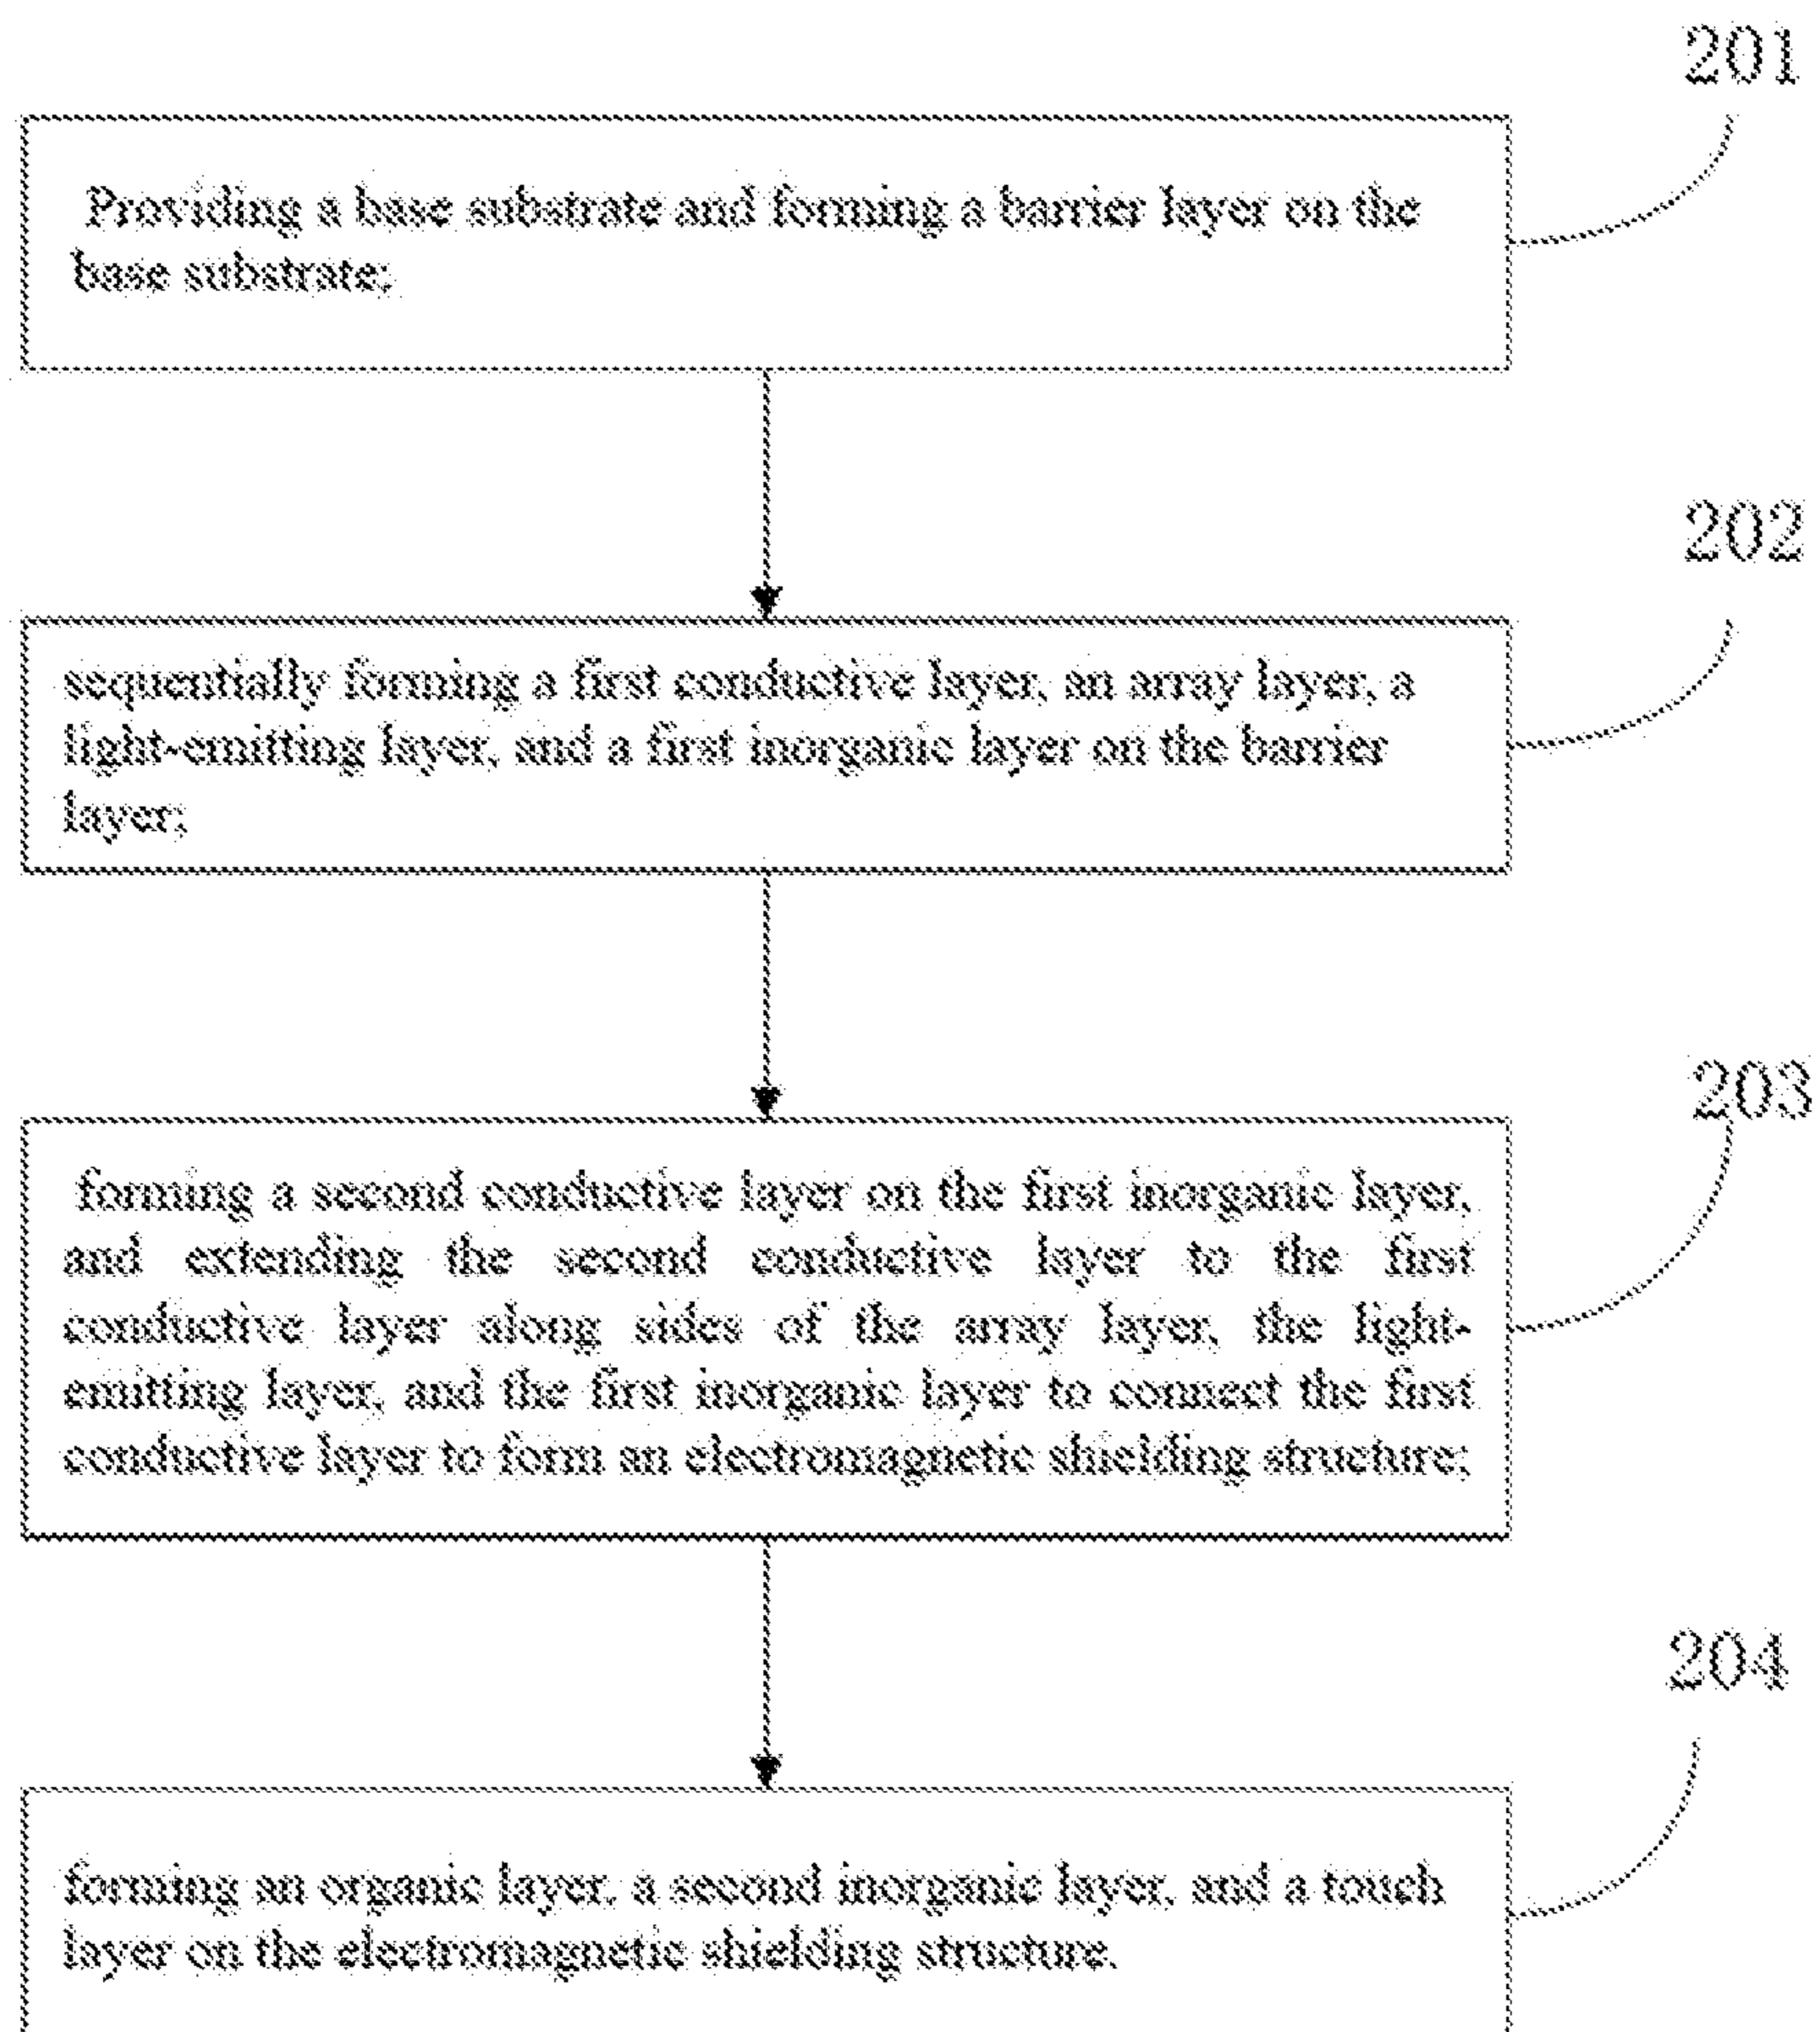 201
Providing a base substrate and forming a barrier layer on the
base substrate;
202
sequentially forming a first conductive layer, an array layer, a
light-emitting layer, and a first inorganic layer on the barrier
layer;
203
forming a second conductive layer on the first inorganic layer,
and extending the second conductive layer to the first
conductive layer along sides of the array layer, the light-
emitting layer, and the first inorganic layer to connect the first
conductive layer to form an electromagnetic shielding structure;
204
forming an organic layer, a second inorganic layer, and a touch
layer on the electromagnetic shielding structure.